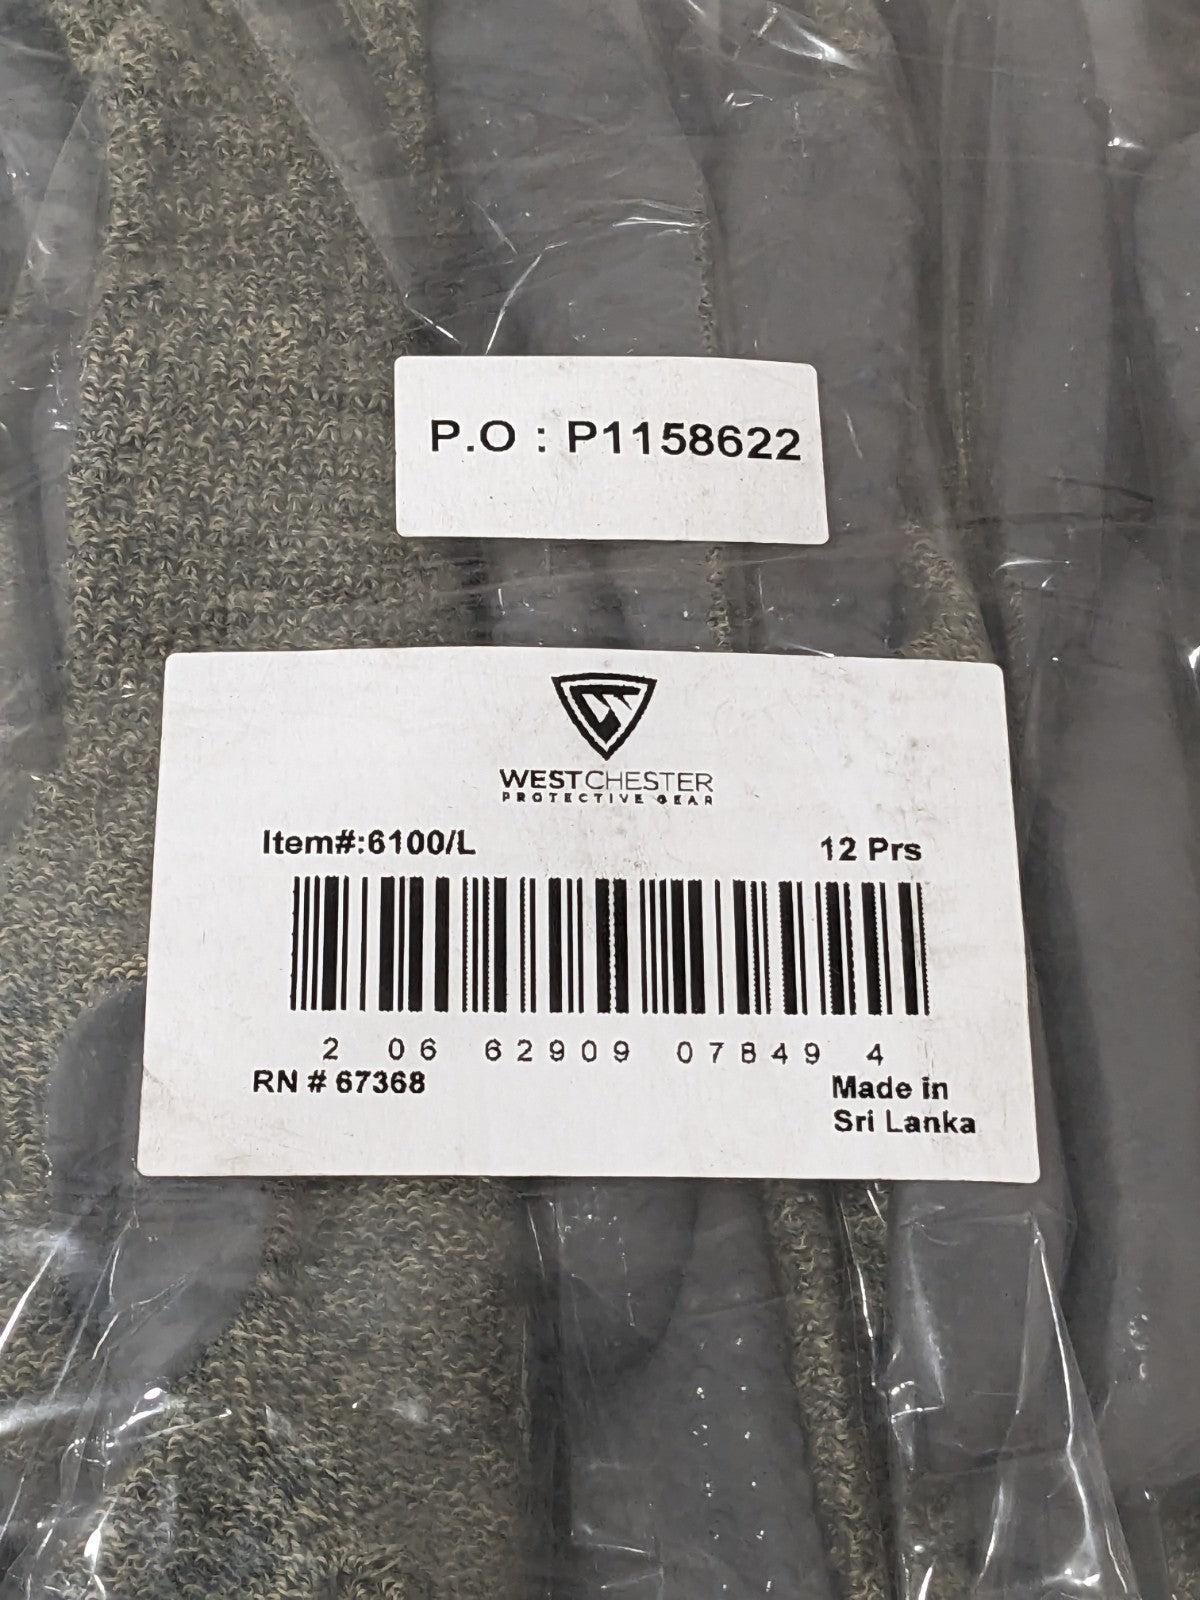 P.O : P1158622
WESTCHESTER
PROTECTIVE GEAR
Item#:6100/L
12 Prs
2 06 62909 07849 4
RN # 67368
Made in
Sri Lanka